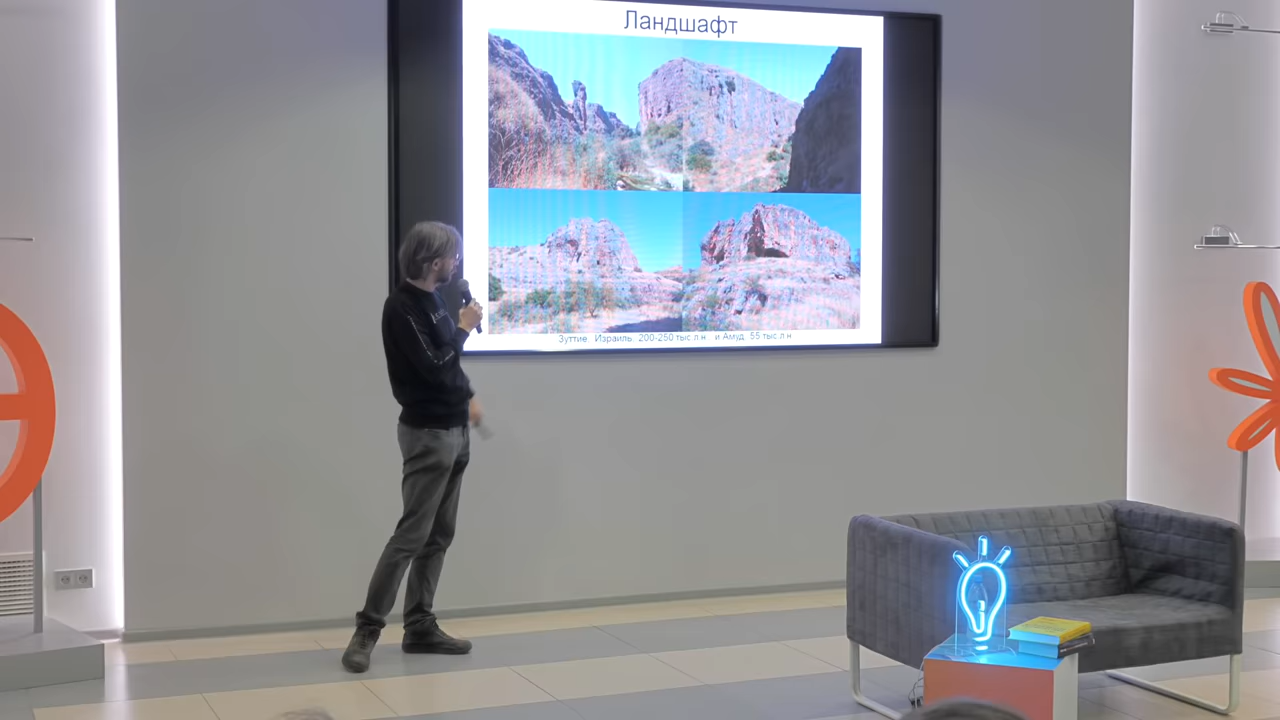 Ландшафт
Зуттие, Израиль, 200-250 тыс.л.н., и Амуд, 55 тыс.л.н.